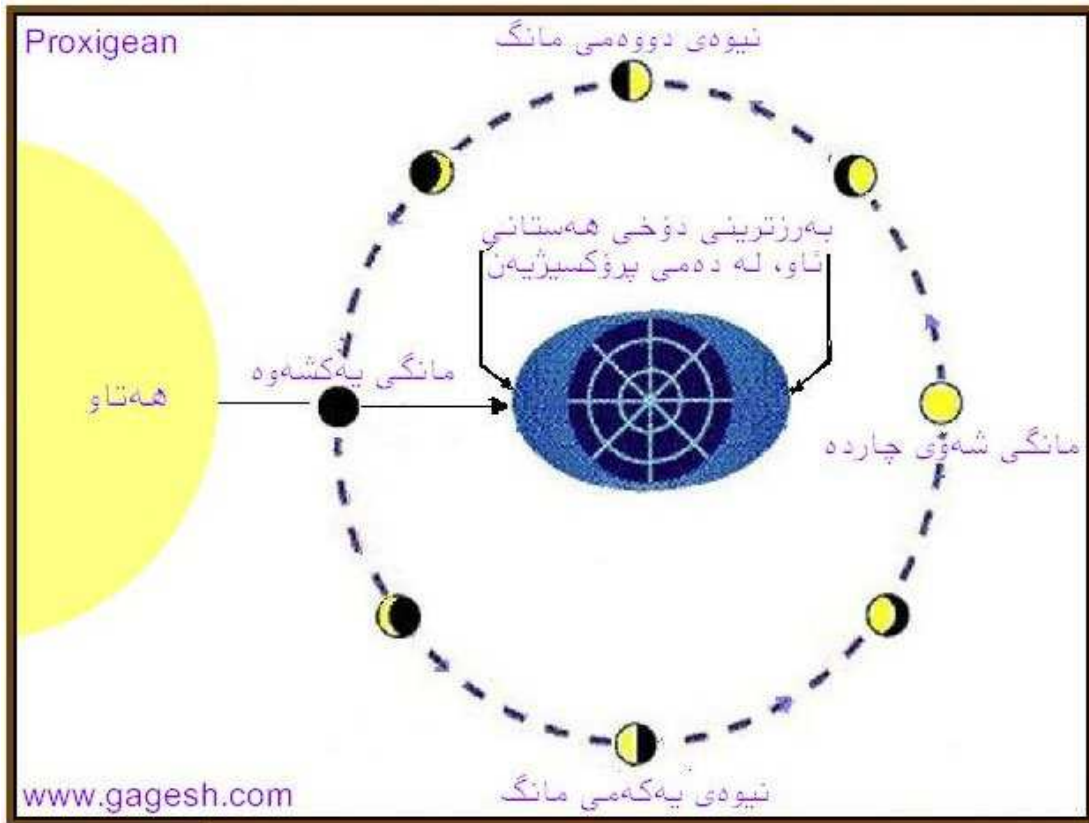 Proxigean
نیوەی دووەمی مانگ
بەرزترینی دۆخی هەستانی
ئاو، لە دەمی پرۆکسیژیەن
مانگی یەکشەوە
هەتاو
مانگی شەوی چاردە
نیوەی یەکەمی مانگ
www.gagesh.com